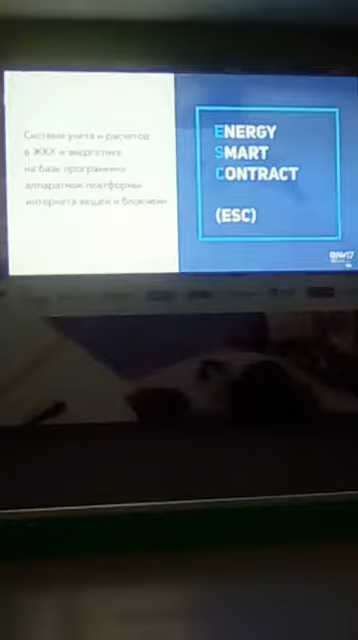 Система учета и расчетов
в ЖКХ и энергетике
на базе программно
аппаратной платформы
интернета вещей и блокчейн
ENERGY
SMART
CONTRACT
(ESC)